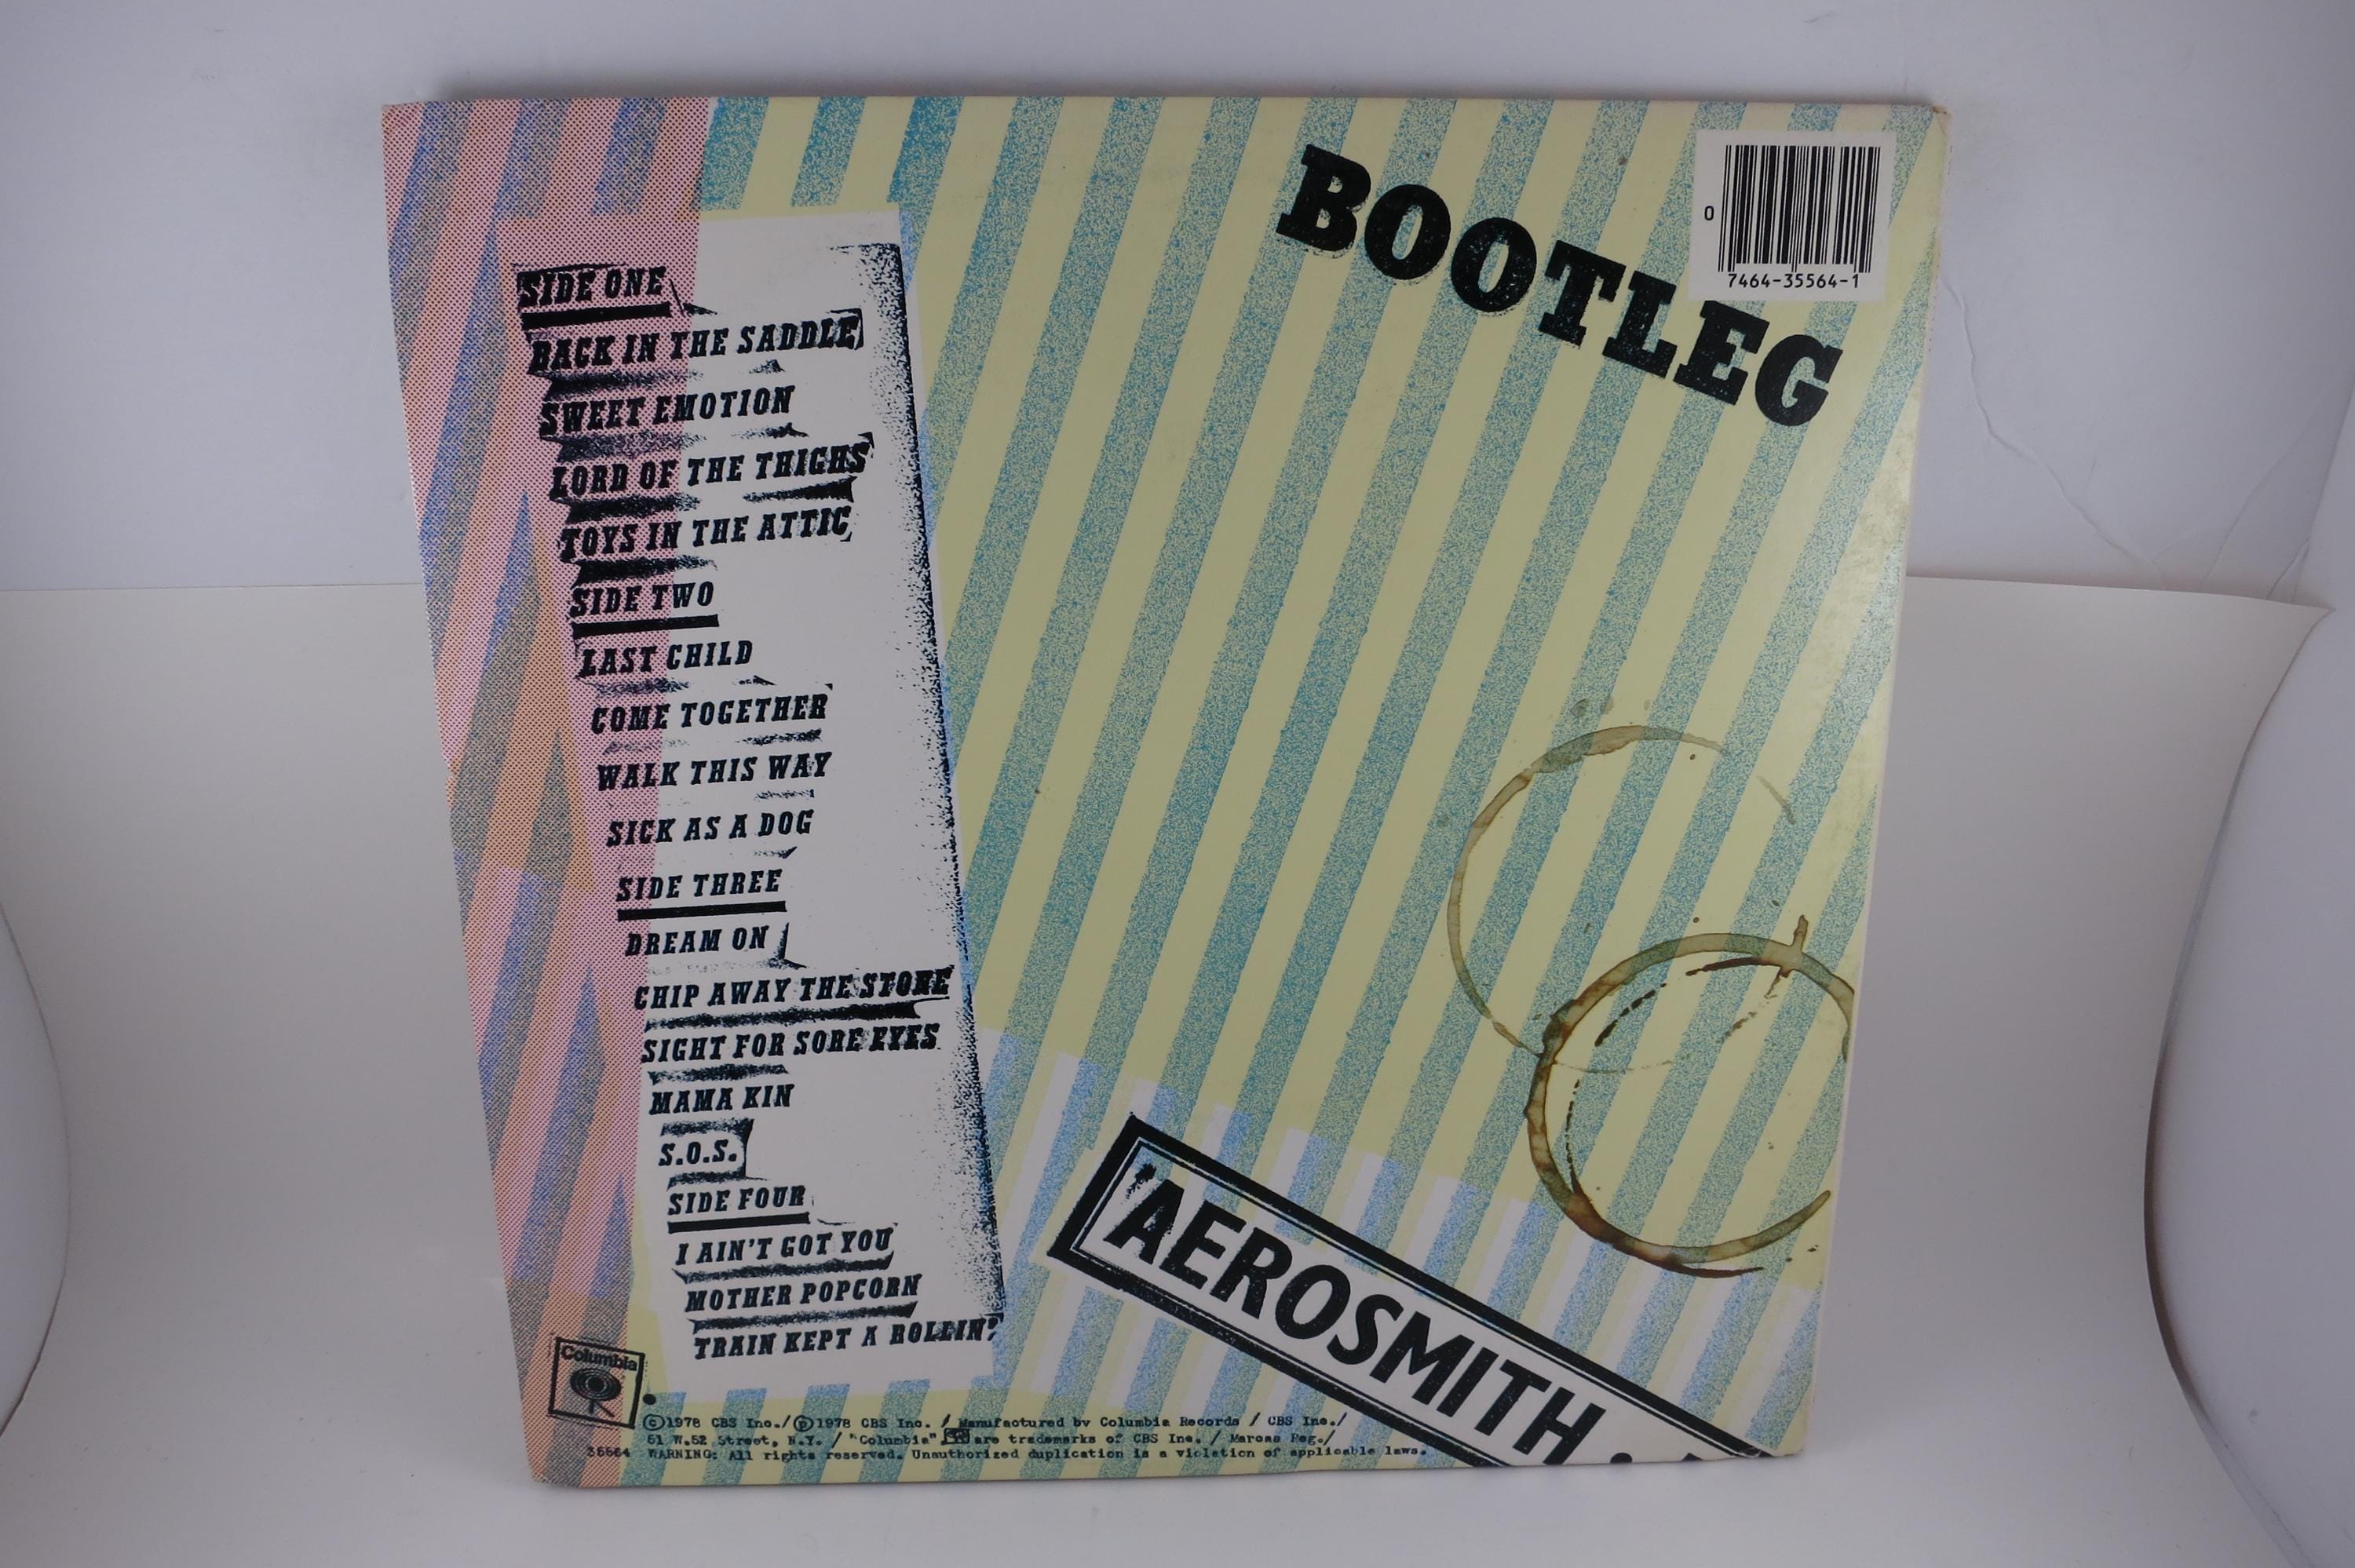 BOOTLEG
0
7464-35564-1
SIDE ONE
BACK IN THE SADDLE
SWEET EMOTION
LORD OF THE THIGHS
TOYS IN THE ATTIC
SIDE TWO
LAST CHILD
COME TOGETHER
WALK THIS WAY
SICK AS A DOG
SIDE THREE
DREAM ON
CHIP AWAY THE STONE
SIGHT FOR SORE EYES
MAMA KIN
S.O.S.
SIDE FOUR
I AIN'T GOT YOU
MOTHER POPCORN
TRAIN KEPT A ROLLIN'
AEROSMITH •
Columbia
©1978 CBS Inc./℗1978 CBS Inc. / Manufactured by Columbia Records / CBS Inc./
51 W.52 Street, N.Y. / "Columbia" are trademarks of CBS Inc. / Marcas Reg./
35564 WARNING: All rights reserved. Unauthorized duplication is a violation of applicable laws.